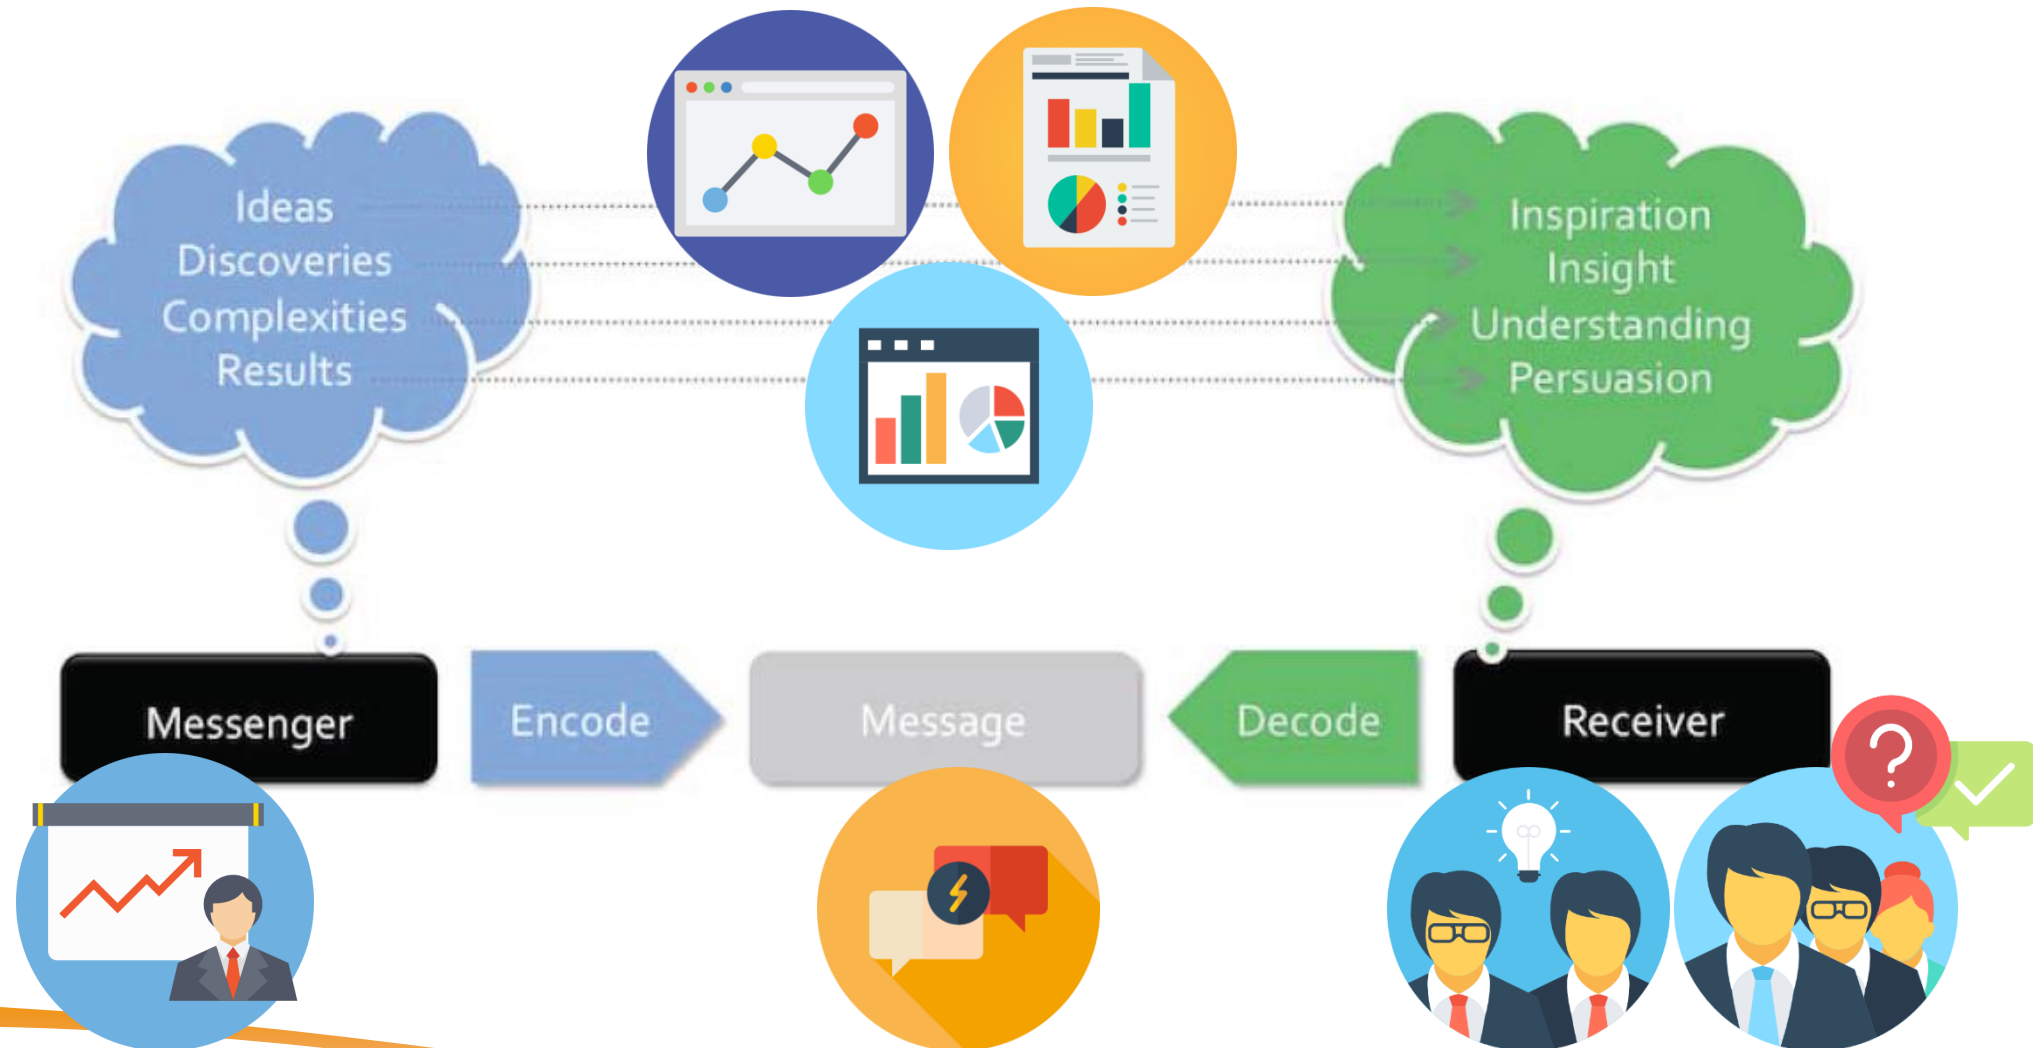 Ideas
Discoveries
Complexities
Results
Inspiration
Insight
Understanding
Persuasion
Messenger
Encode
Message
Decode
Receiver
?